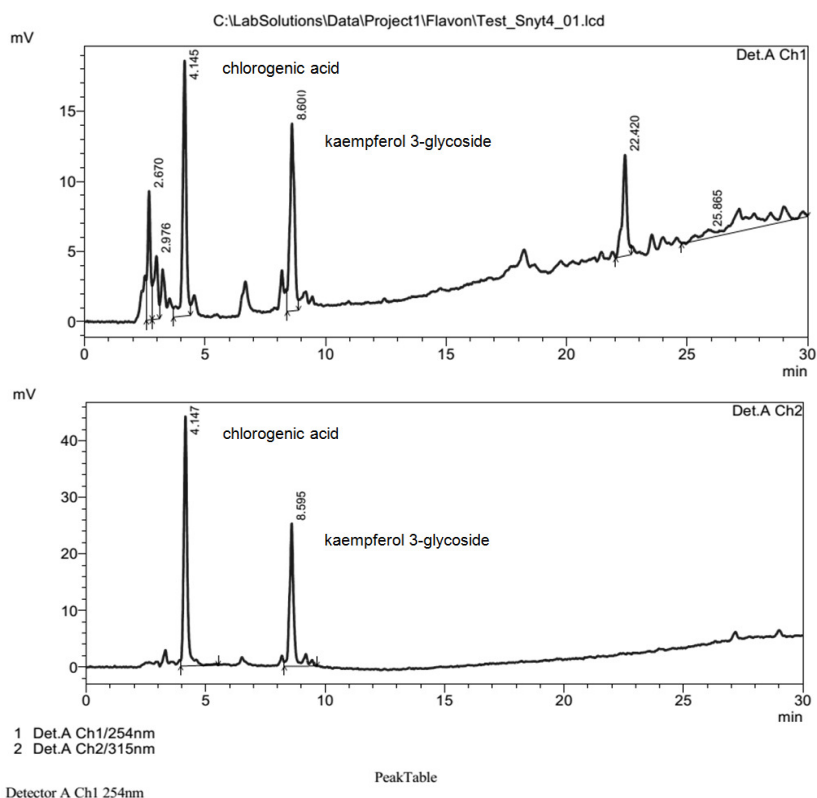 C:\LabSolutions\Data\Project1\Flavon\Test_Snyt4_01.lcd
mV
Det.A Ch1
4.145
chlorogenic acid
8.600
kaempferol 3-glycoside
2.670
2.976
22.420
25.865
15
10
5
0
0 5 10 15 20 25 30
min
mV
Det.A Ch2
4.147
chlorogenic acid
8.595
kaempferol 3-glycoside
40
30
20
10
0
0 5 10 15 20 25 30
min
1 Det.A Ch1/254nm
2 Det.A Ch2/315nm
PeakTable
Detector A Ch1 254nm